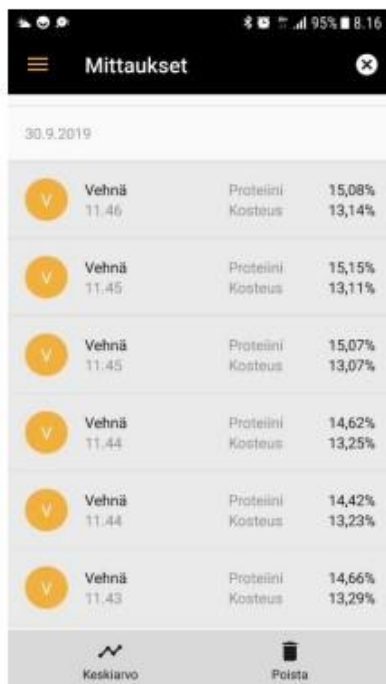 95% 8.16
Mittaukset
30.9.2019
V Vehnä Proteiini 15,08%
11.46 Kosteus 13,14%
V Vehnä Proteiini 15,15%
11.45 Kosteus 13,11%
V Vehnä Proteiini 15,07%
11.45 Kosteus 13,07%
V Vehnä Proteiini 14,62%
11.44 Kosteus 13,25%
V Vehnä Proteiini 14,42%
11.44 Kosteus 13,23%
V Vehnä Proteiini 14,66%
11.43 Kosteus 13,29%
Keskiarvo Poista